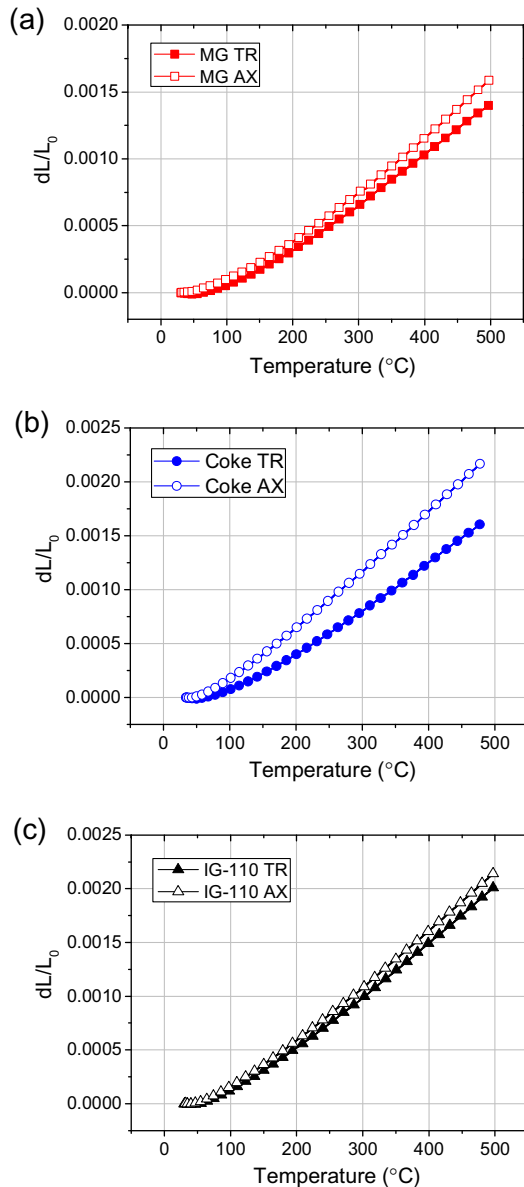 (a)
0.0020
0.0015
0.0010
0.0005
0.0000
dL/L₀
MG TR
MG AX
0 100 200 300 400 500
Temperature (°C)
(b)
0.0025
0.0020
0.0015
0.0010
0.0005
0.0000
dL/L₀
Coke TR
Coke AX
0 100 200 300 400 500
Temperature (°C)
(c)
0.0025
0.0020
0.0015
0.0010
0.0005
0.0000
dL/L₀
IG-110 TR
IG-110 AX
0 100 200 300 400 500
Temperature (°C)